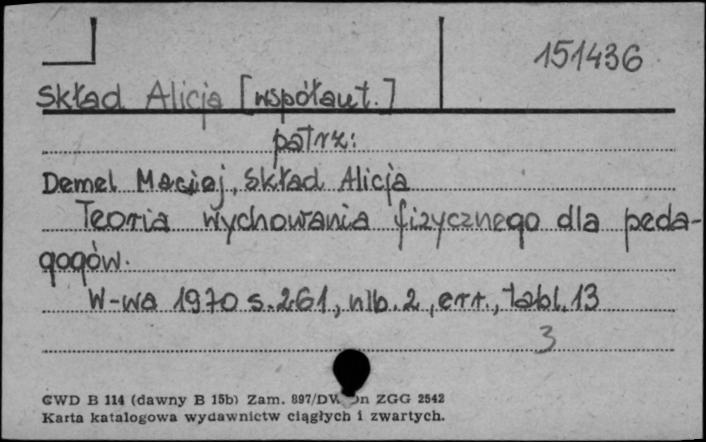 151436
Skład Alicja [współaut.]
patrz:
Demel Maciej, Skład Alicja
Teoria wychowania fizycznego dla peda-
gogów.
W-wa 1970 s. 261, nlb. 2, err., tabl. 13
3
CWD B 114 (dawny B 15b) Zam. 897/DW ZGG 2542
Karta katalogowa wydawnictw ciągłych i zwartych.